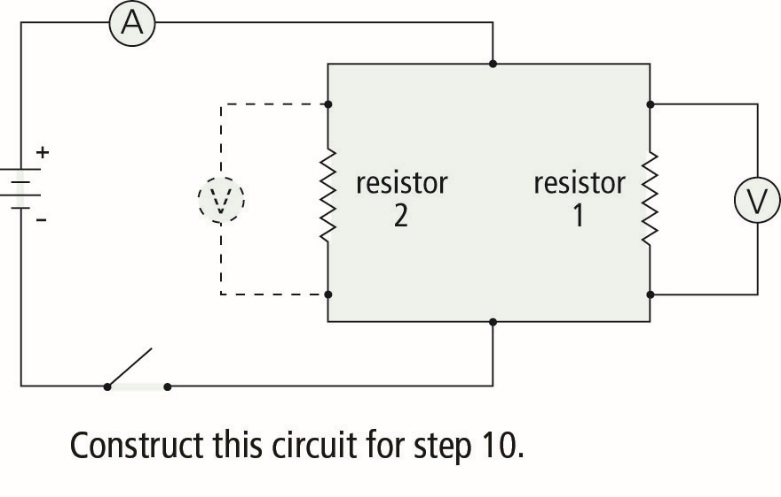 A
+
-
V
resistor
2
resistor
1
V
Construct this circuit for step 10.